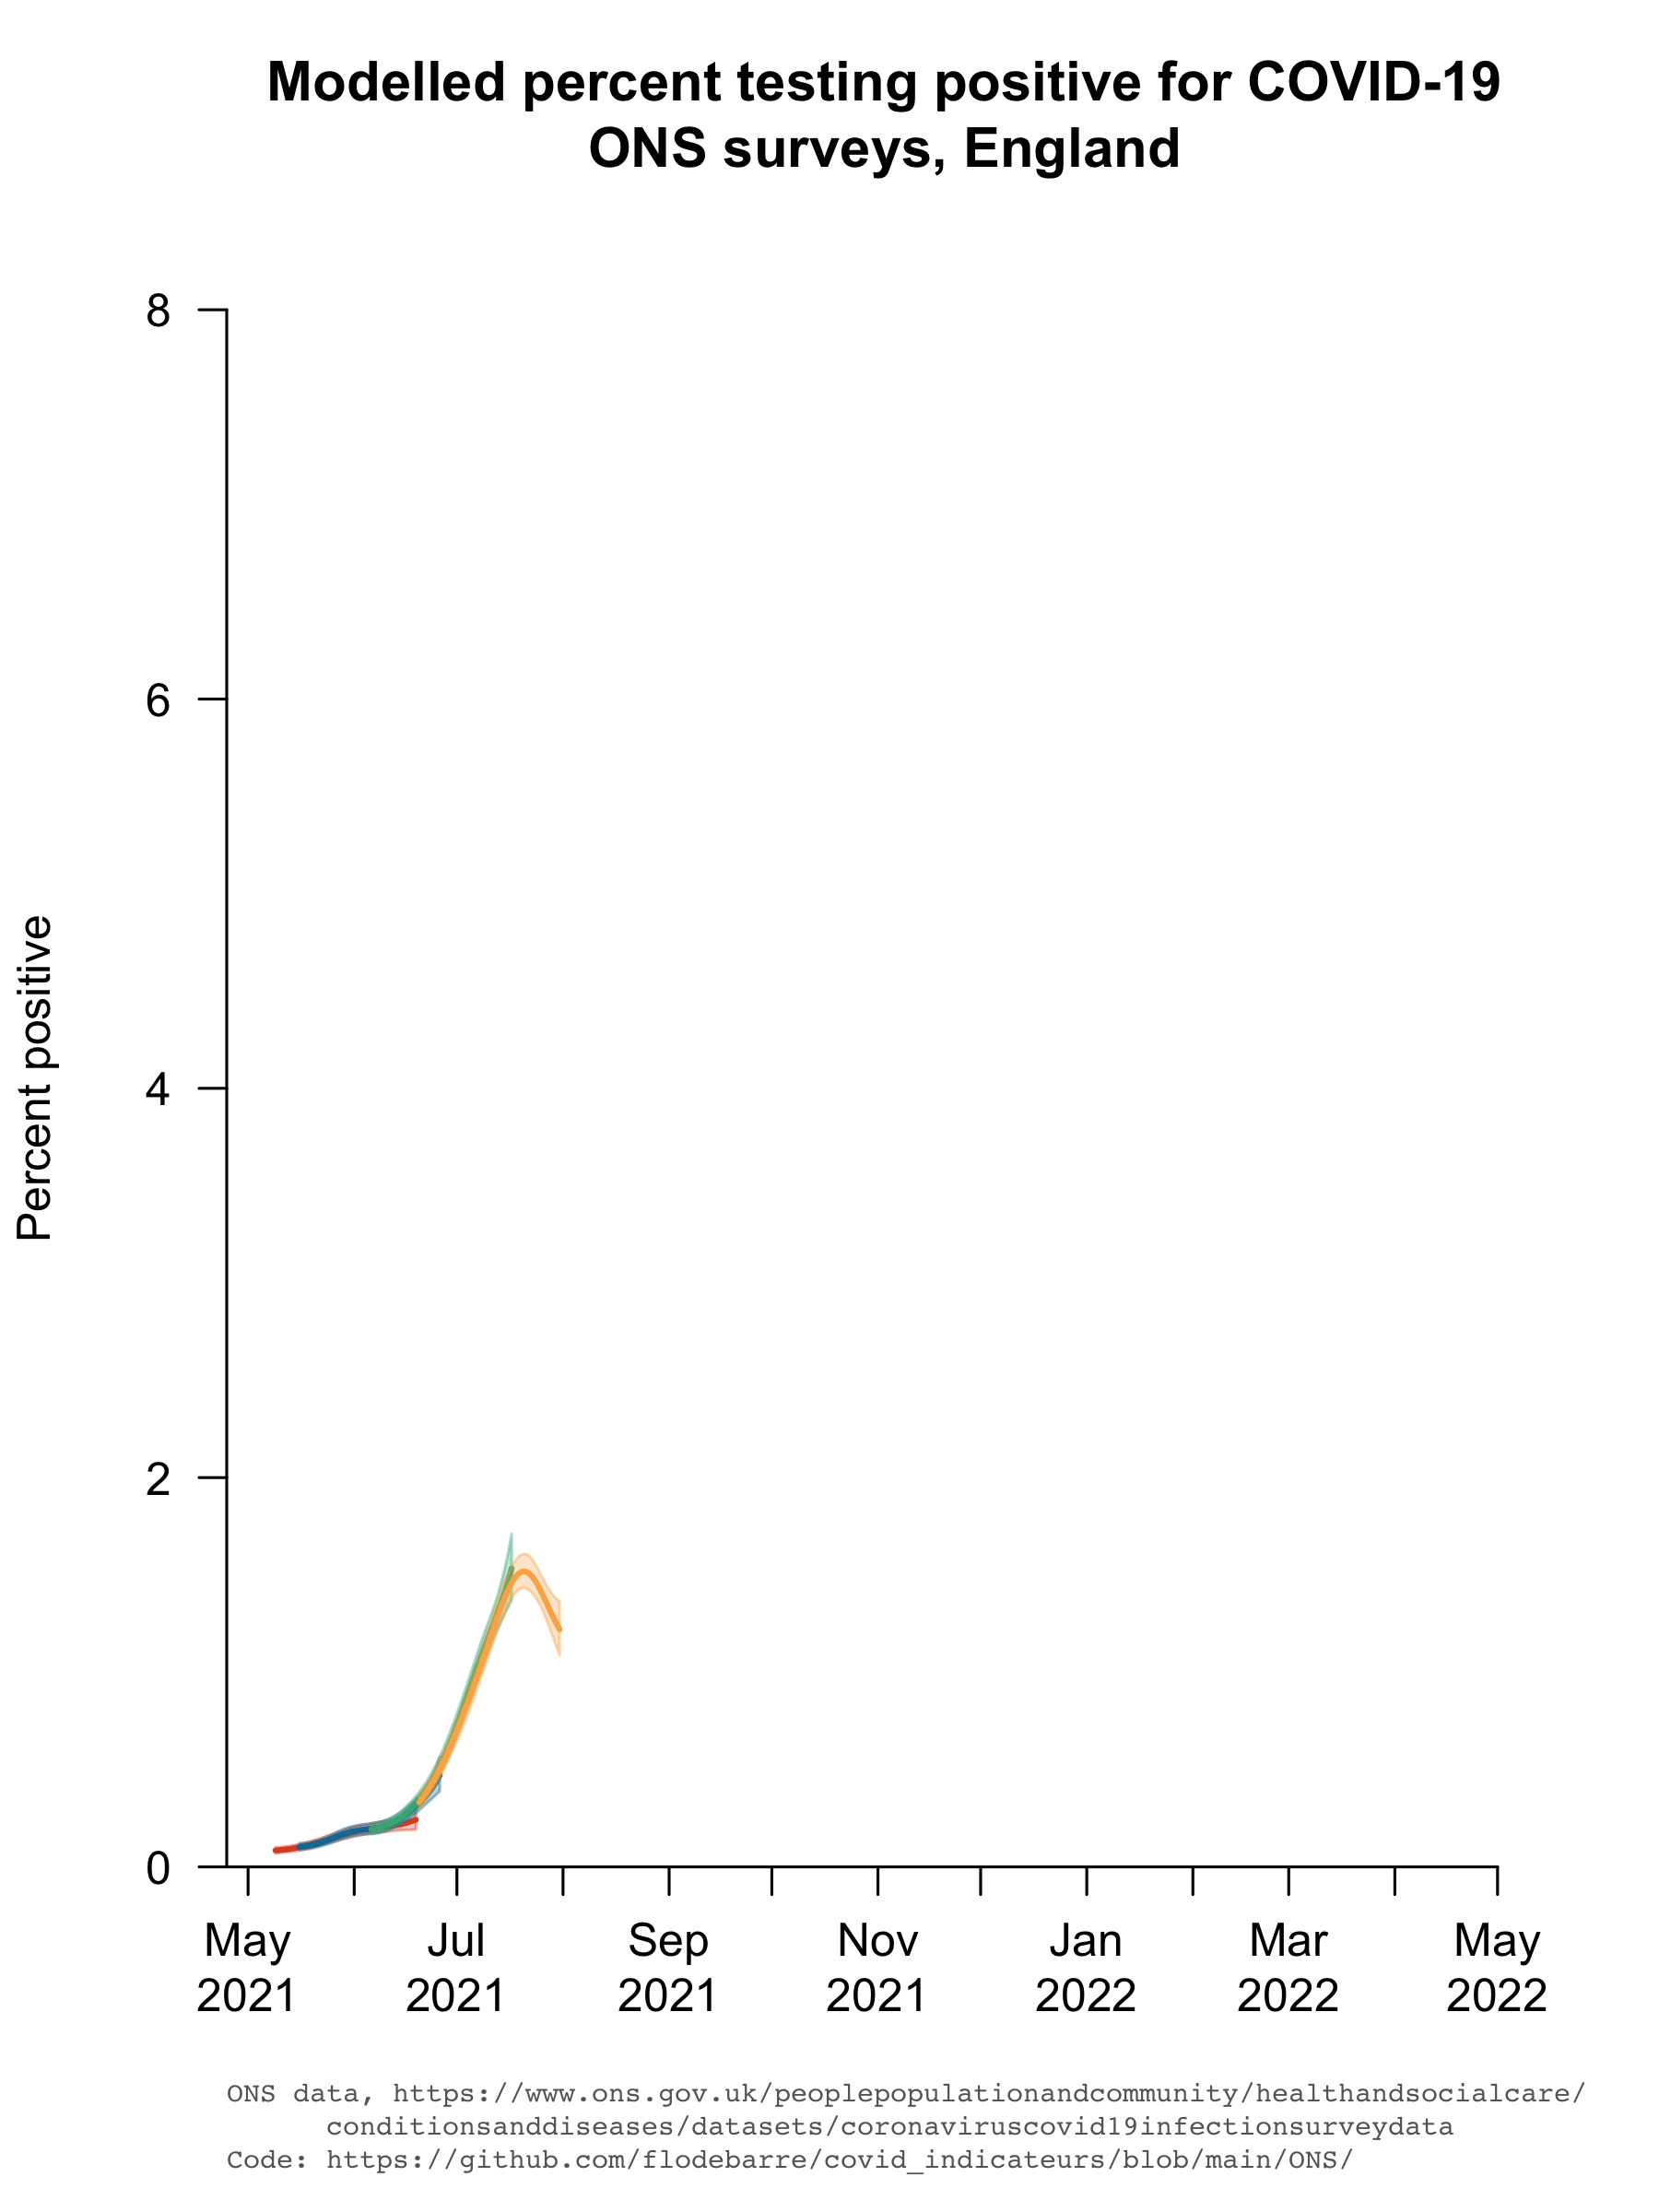 Modelled percent testing positive for COVID-19
ONS surveys, England
8
6
4
2
0
Percent positive
May Jul Sep Nov Jan Mar May
2021 2021 2021 2021 2022 2022 2022
ONS data, https://www.ons.gov.uk/peoplepopulationandcommunity/healthandsocialcare/
conditionsanddiseases/datasets/coronaviruscovid19infectionsurveydata
Code: https://github.com/flodebarre/covid_indicateurs/blob/main/ONS/